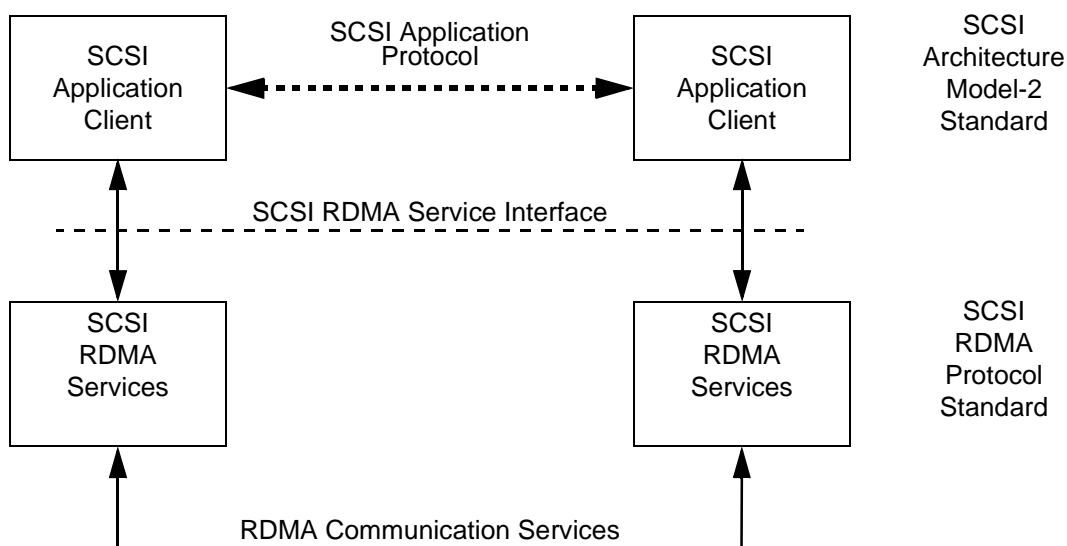 SCSI
Application
Client
SCSI Application
Protocol
SCSI
Application
Client
SCSI
Architecture
Model-2
Standard
SCSI RDMA Service Interface
SCSI
RDMA
Services
SCSI
RDMA
Services
SCSI
RDMA
Protocol
Standard
RDMA Communication Services